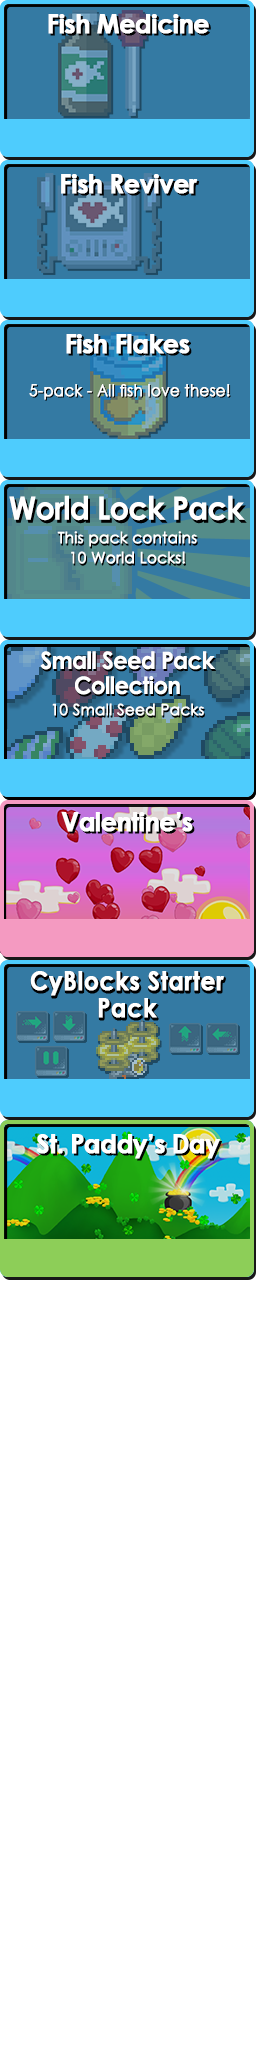 Fish Medicine
Fish Reviver
Fish Flakes
5-pack - All fish love these!
World Lock Pack
This pack contains
10 World Locks!
Small Seed Pack
Collection
10 Small Seed Packs
Valentine's
CyBlocks Starter
Pack
St. Paddy's Day